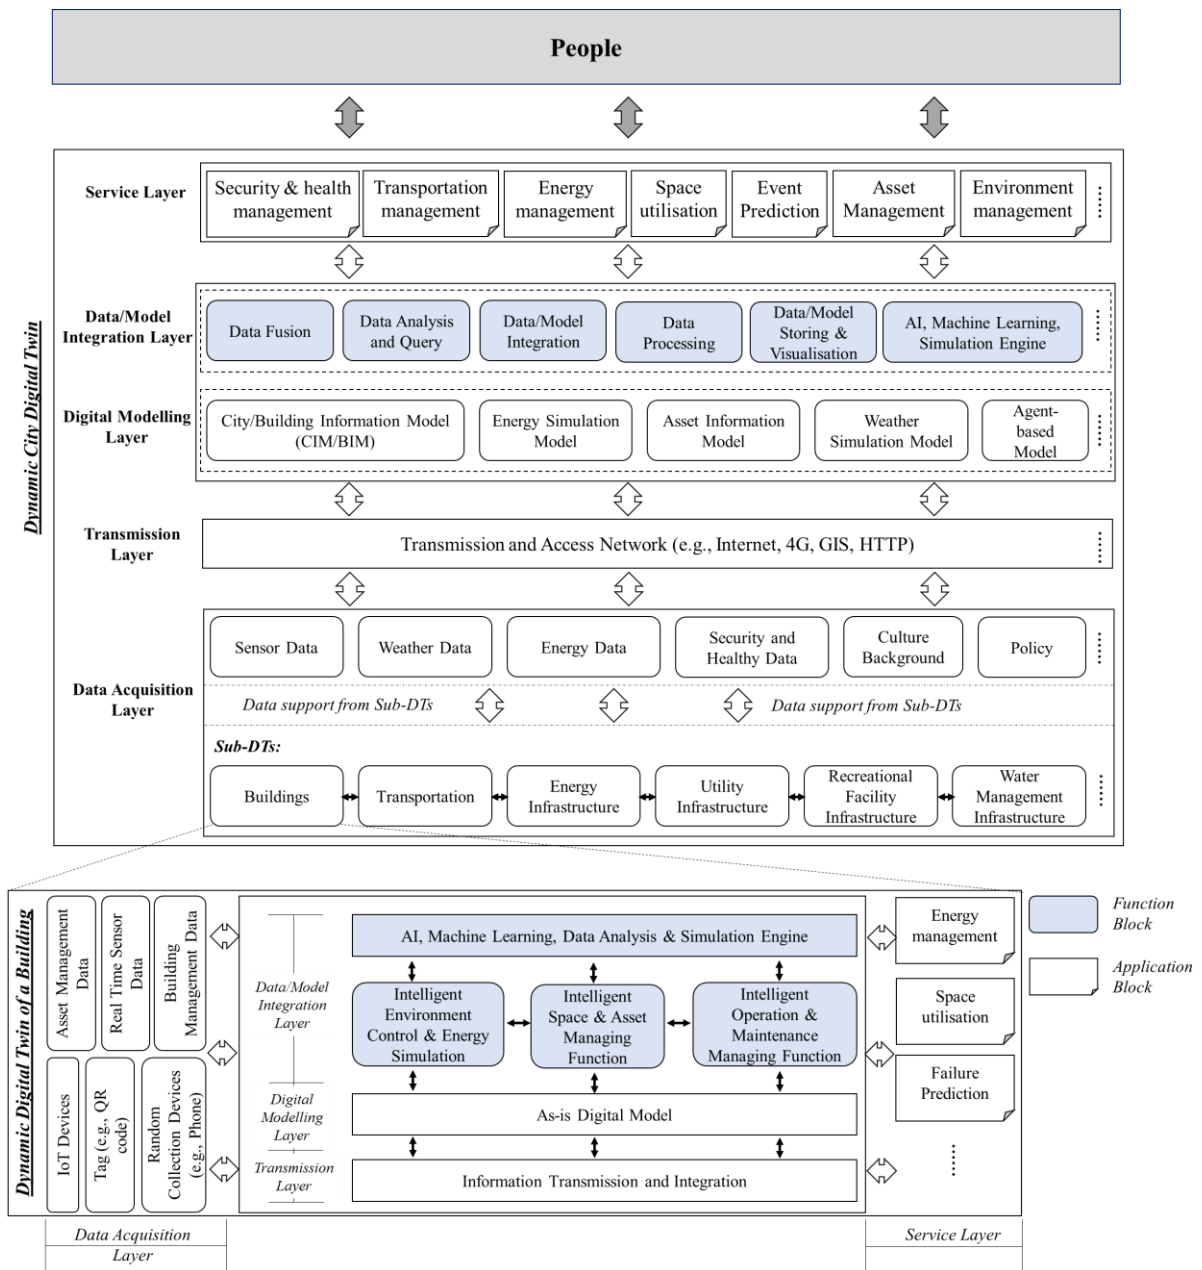 People
Dynamic City Digital Twin
Service Layer
Security & health
management
Transportation
management
Energy
management
Space
utilisation
Event
Prediction
Asset
Management
Environment
management
Data/Model
Integration Layer
Data Fusion
Data Analysis
and Query
Data/Model
Integration
Data
Processing
Data/Model
Storing &
Visualisation
AI, Machine Learning,
Simulation Engine
Digital Modelling
Layer
City/Building Information Model
(CIM/BIM)
Energy Simulation
Model
Asset Information
Model
Weather
Simulation Model
Agent-
based
Model
Transmission
Layer
Transmission and Access Network (e.g., Internet, 4G, GIS, HTTP)
Data Acquisition
Layer
Sensor Data
Weather Data
Energy Data
Security and
Healthy Data
Culture
Background
Policy
Data support from Sub-DTs
Data support from Sub-DTs
Sub-DTs:
Buildings
Transportation
Energy
Infrastructure
Utility
Infrastructure
Recreational
Facility
Infrastructure
Water
Management
Infrastructure
Dynamic Digital Twin of a Building
Asset Management
Data
Real Time Sensor
Data
Building
Management Data
IoT Devices
Tag (e.g., QR
code)
Random
Collection Devices
(e.g., Phone)
Data Acquisition
Layer
Data/Model
Integration
Layer
Digital
Modelling
Layer
Transmission
Layer
AI, Machine Learning, Data Analysis & Simulation Engine
Intelligent
Environment
Control & Energy
Simulation
Intelligent
Space & Asset
Managing
Function
Intelligent
Operation &
Maintenance
Managing Function
As-is Digital Model
Information Transmission and Integration
Energy
management
Space
utilisation
Failure
Prediction
Service Layer
Function
Block
Application
Block